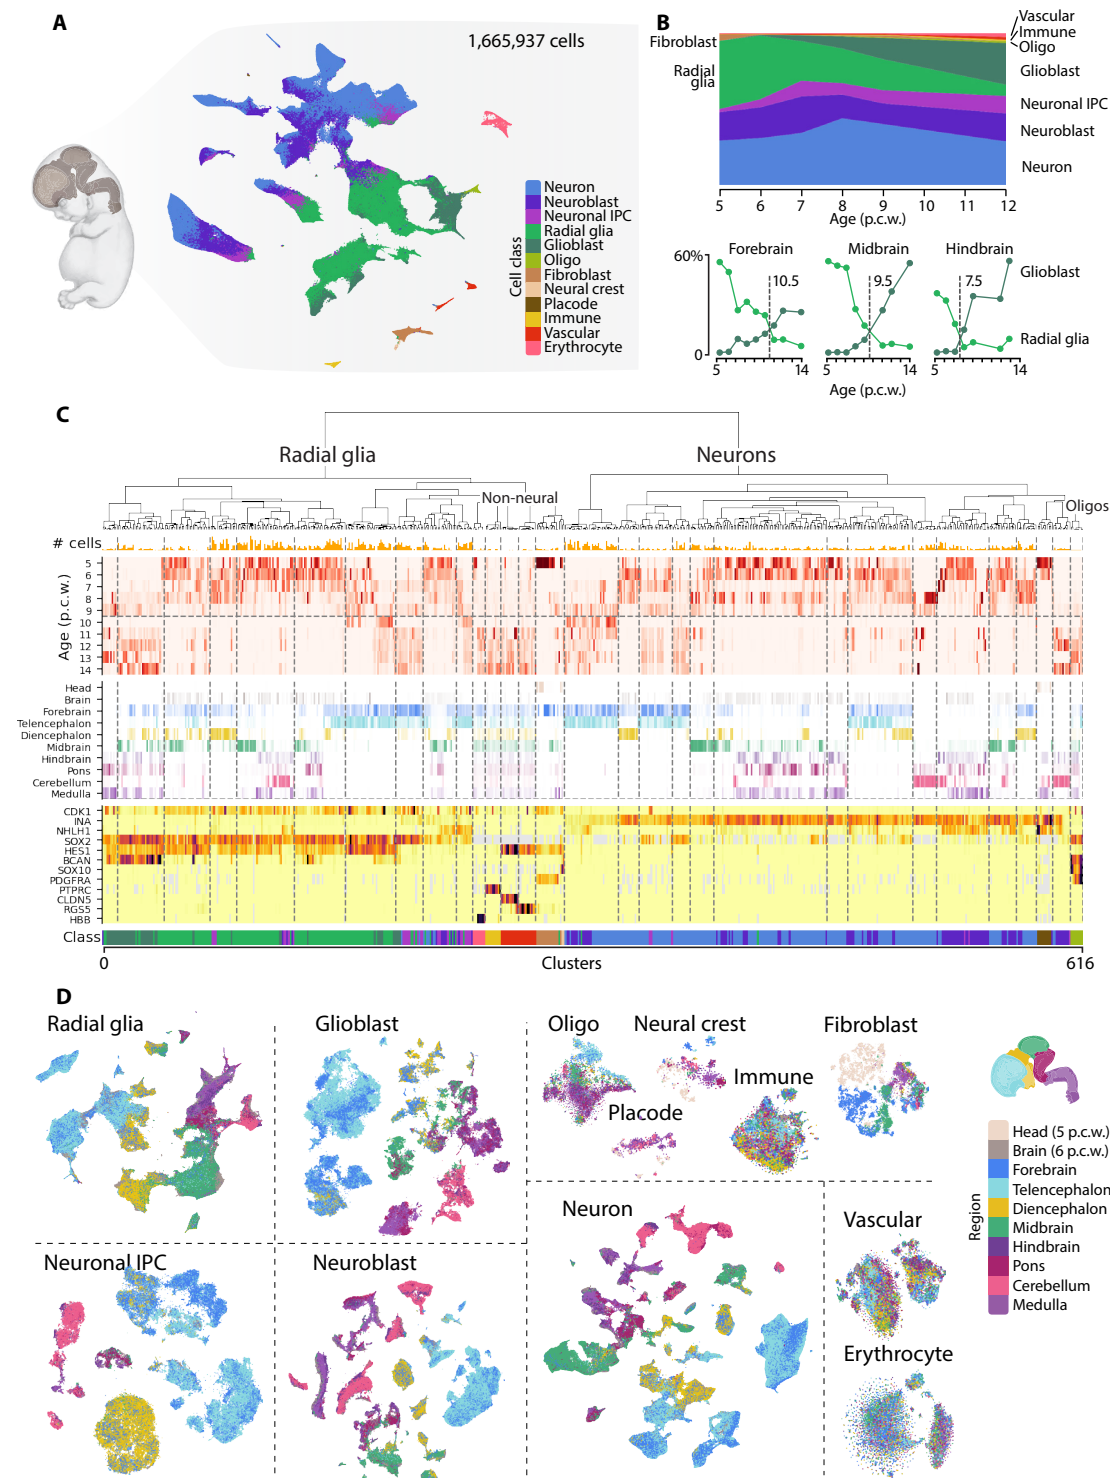 A
1,665,937 cells
Cell class
Neuron
Neuroblast
Neuronal IPC
Radial glia
Glioblast
Oligo
Fibroblast
Neural crest
Placode
Immune
Vascular
Erythrocyte
B
Vascular
Immune
Oligo
Fibroblast
Radial
glia
Glioblast
Neuronal IPC
Neuroblast
Neuron
5 6 7 8 9 10 11 12
Age (p.c.w.)
Forebrain Midbrain Hindbrain
60%
0
10.5
9.5
7.5
Glioblast
Radial glia
5 14 5 14 5 14
Age (p.c.w.)
C
Radial glia
Neurons
Non-neural
Oligos
# cells
Age (p.c.w.)
5
6
7
8
9
10
11
12
13
14
Head
Brain
Forebrain
Telencephalon
Diencephalon
Midbrain
Hindbrain
Pons
Cerebellum
Medulla
CDK1
INA
NHLH1
SOX2
HES1
BCAN
SOX10
PDGFRA
PTPRC
CLDN5
RGS5
HBB
Class
0 Clusters 616
D
Radial glia
Glioblast
Oligo
Neural crest
Fibroblast
Immune
Placode
Neuronal IPC
Neuroblast
Neuron
Vascular
Erythrocyte
Region
Head (5 p.c.w.)
Brain (6 p.c.w.)
Forebrain
Telencephalon
Diencephalon
Midbrain
Hindbrain
Pons
Cerebellum
Medulla